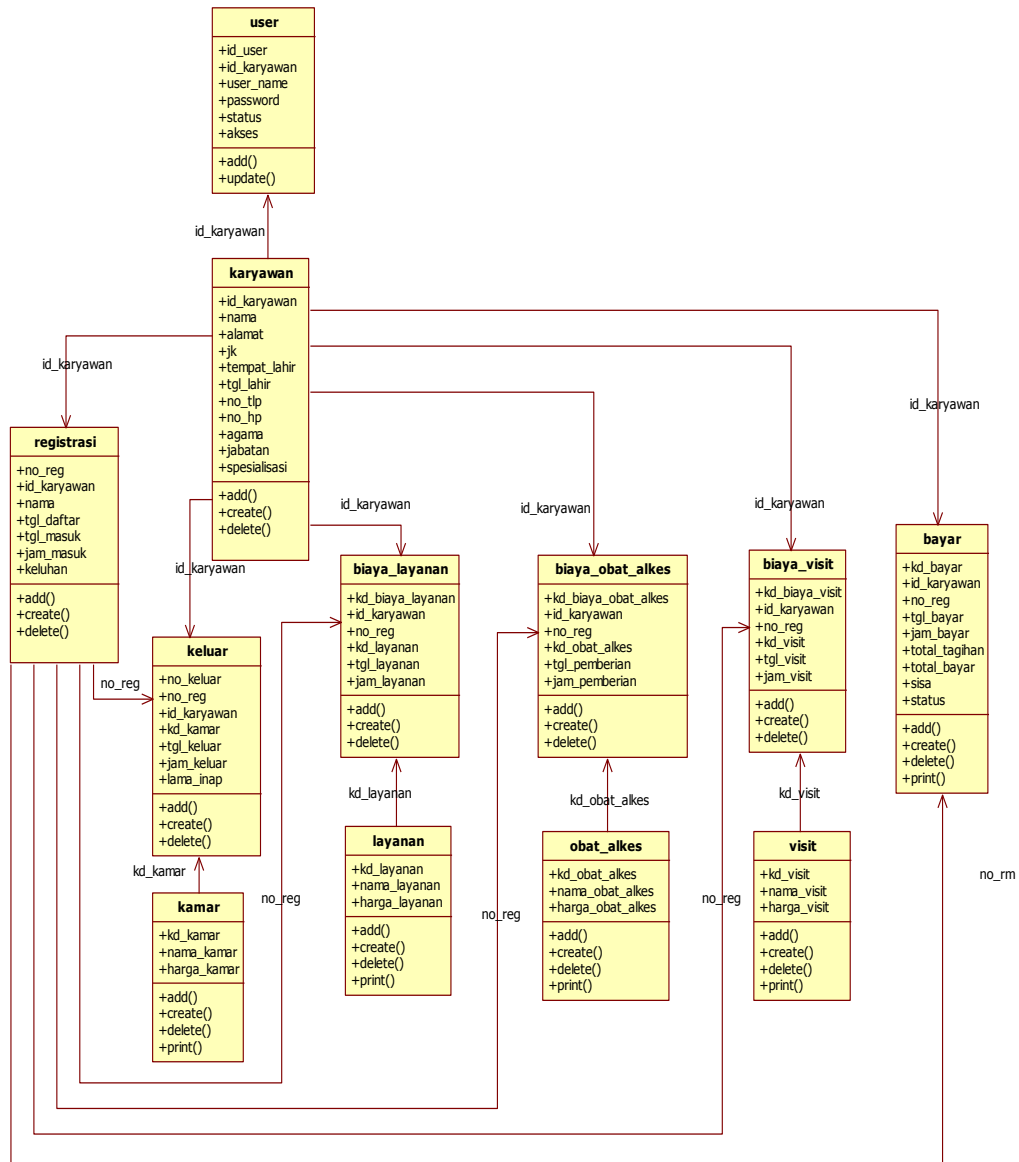 user
+id_user
+id_karyawan
+user_name
+password
+status
+akses
+add()
+update()
id_karyawan
karyawan
+id_karyawan
+nama
+alamat
+jk
+tempat_lahir
+tgl_lahir
+no_tlp
+no_hp
+agama
+jabatan
+spesialisasi
+add()
+create()
+delete()
id_karyawan
id_karyawan
id_karyawan
id_karyawan
id_karyawan
id_karyawan
registrasi
+no_reg
+id_karyawan
+nama
+tgl_daftar
+tgl_masuk
+jam_masuk
+keluhan
+add()
+create()
+delete()
no_reg
keluar
+no_keluar
+no_reg
+id_karyawan
+kd_kamar
+tgl_keluar
+jam_keluar
+lama_inap
+add()
+create()
+delete()
biaya_layanan
+kd_biaya_layanan
+id_karyawan
+no_reg
+kd_layanan
+tgl_layanan
+jam_layanan
+add()
+create()
+delete()
biaya_obat_alkes
+kd_biaya_obat_alkes
+id_karyawan
+no_reg
+kd_obat_alkes
+tgl_pemberian
+jam_pemberian
+add()
+create()
+delete()
biaya_visit
+kd_biaya_visit
+id_karyawan
+no_reg
+kd_visit
+tgl_visit
+jam_visit
+add()
+create()
+delete()
bayar
+kd_bayar
+id_karyawan
+no_reg
+tgl_bayar
+jam_bayar
+total_tagihan
+total_bayar
+sisa
+status
+add()
+create()
+delete()
+print()
kd_kamar
kd_layanan
kd_obat_alkes
kd_visit
no_rm
no_reg
no_reg
no_reg
kamar
+kd_kamar
+nama_kamar
+harga_kamar
+add()
+create()
+delete()
+print()
layanan
+kd_layanan
+nama_layanan
+harga_layanan
+add()
+create()
+delete()
+print()
obat_alkes
+kd_obat_alkes
+nama_obat_alkes
+harga_obat_alkes
+add()
+create()
+delete()
+print()
visit
+kd_visit
+nama_visit
+harga_visit
+add()
+create()
+delete()
+print()